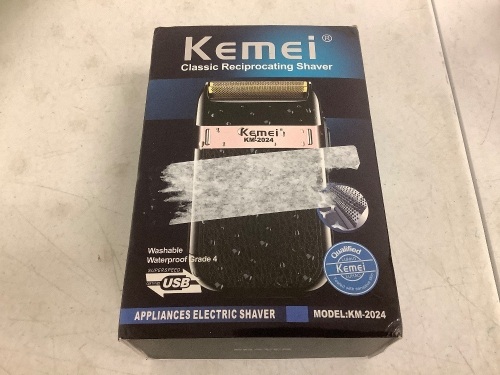 Kemei®
Classic Reciprocating Shaver
Kemei
KM-2024
Washable
Waterproof Grade 4
SUPERSPEED
USB
Qualified
Kemei
APPLIANCES ELECTRIC SHAVER
MODEL:KM-2024